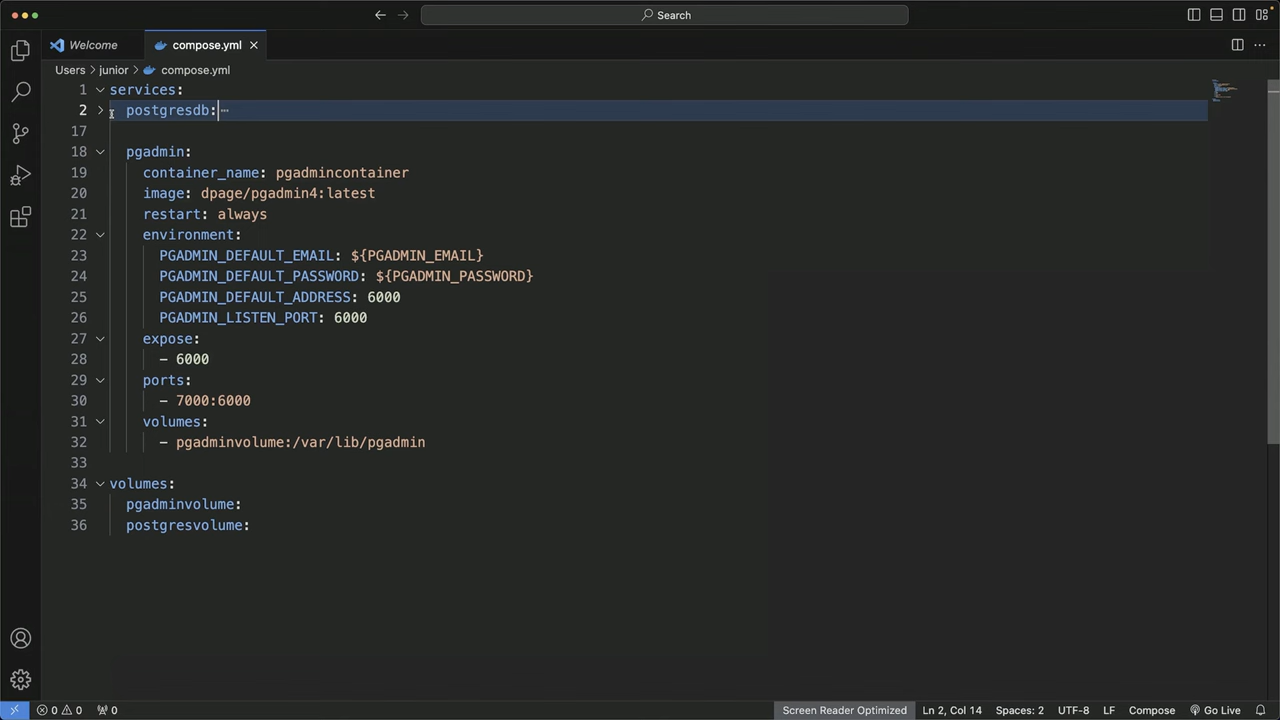 Search
Welcome
compose.yml
Users > junior > compose.yml
1 services:
2 postgresdb:⋯
17
18 pgadmin:
19 container_name: pgadmincontainer
20 image: dpage/pgadmin4:latest
21 restart: always
22 environment:
23 PGADMIN_DEFAULT_EMAIL: ${PGADMIN_EMAIL}
24 PGADMIN_DEFAULT_PASSWORD: ${PGADMIN_PASSWORD}
25 PGADMIN_DEFAULT_ADDRESS: 6000
26 PGADMIN_LISTEN_PORT: 6000
27 expose:
28 - 6000
29 ports:
30 - 7000:6000
31 volumes:
32 - pgadminvolume:/var/lib/pgadmin
33
34 volumes:
35 pgadminvolume:
36 postgresvolume:
0 0 0 Screen Reader Optimized Ln 2, Col 14 Spaces: 2 UTF-8 LF Compose Go Live